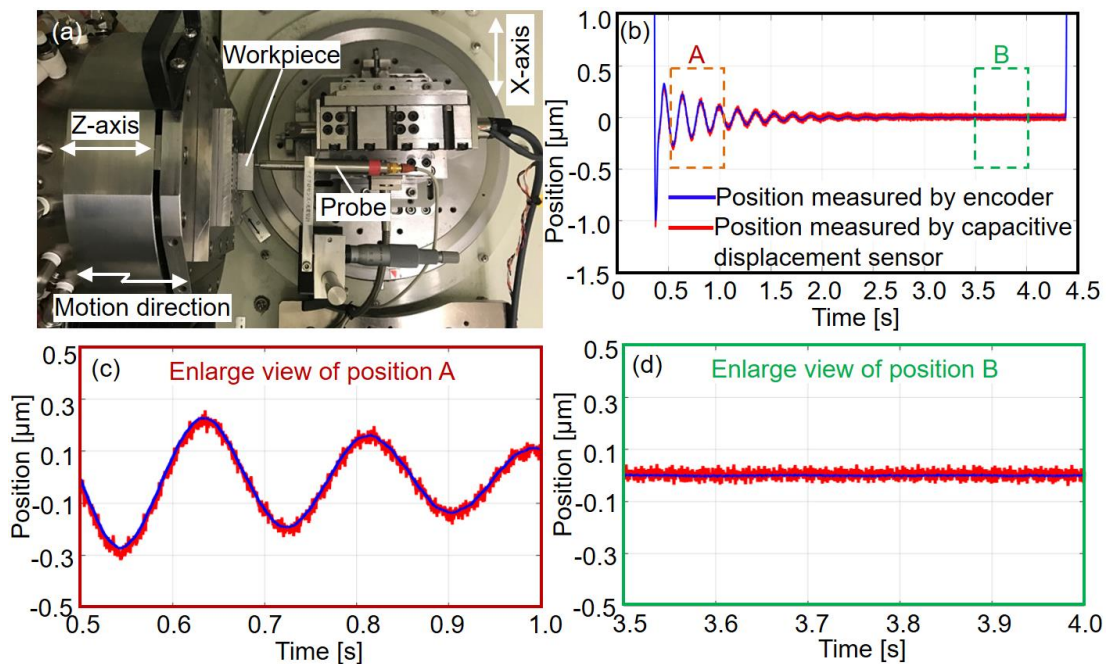 (a)
Workpiece
X-axis
Z-axis
Probe
Motion direction
(b)
1.0
0.5
0
-0.5
-1.0
-1.5
Position [μm]
A
B
Position measured by encoder
Position measured by capacitive
displacement sensor
0 0.5 1.0 1.5 2.0 2.5 3.0 3.5 4.0 4.5
Time [s]
(c)
Enlarge view of position A
0.5
0.3
0.1
-0.1
-0.3
-0.5
Position [μm]
0.5 0.6 0.7 0.8 0.9 1.0
Time [s]
(d)
Enlarge view of position B
0.5
0.3
0.1
-0.1
-0.3
-0.5
Position [μm]
3.5 3.6 3.7 3.8 3.9 4.0
Time [s]